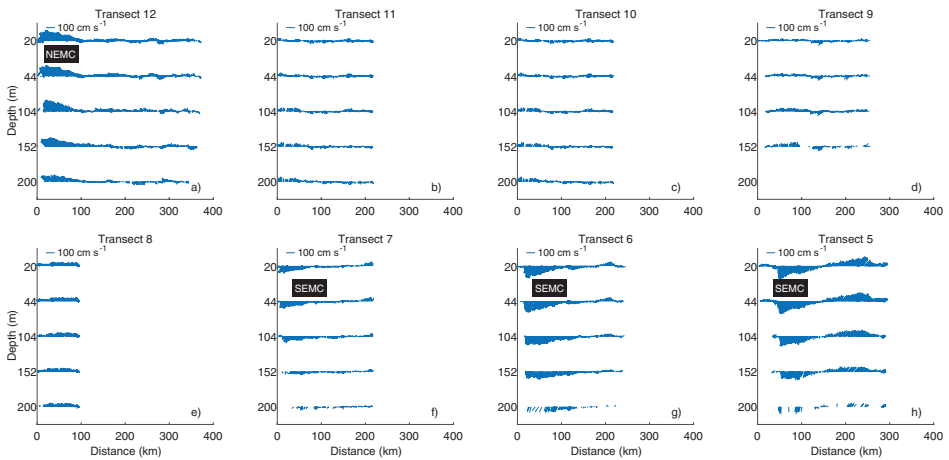 Transect 12
Transect 11
Transect 10
Transect 9
100 cm s⁻¹
100 cm s⁻¹
100 cm s⁻¹
100 cm s⁻¹
20
20
20
20
NEMC
44
44
44
44
Depth (m)
104
104
104
104
152
152
152
152
200
200
200
200
a)
b)
c)
d)
0 100 200 300 400
0 100 200 300 400
0 100 200 300 400
0 100 200 300 400
Transect 8
Transect 7
Transect 6
Transect 5
100 cm s⁻¹
100 cm s⁻¹
100 cm s⁻¹
100 cm s⁻¹
20
20
20
20
SEMC
SEMC
SEMC
44
44
44
44
Depth (m)
104
104
104
104
152
152
152
152
200
200
200
200
e)
f)
g)
h)
0 100 200 300 400
0 100 200 300 400
0 100 200 300 400
0 100 200 300 400
Distance (km)
Distance (km)
Distance (km)
Distance (km)